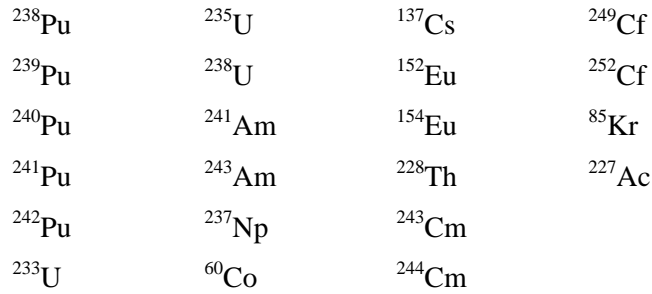 ²³⁸Pu ²³⁵U ¹³⁷Cs ²⁴⁹Cf
²³⁹Pu ²³⁸U ¹⁵²Eu ²⁵²Cf
²⁴⁰Pu ²⁴¹Am ¹⁵⁴Eu ⁸⁵Kr
²⁴¹Pu ²⁴³Am ²²⁸Th ²²⁷Ac
²⁴²Pu ²³⁷Np ²⁴³Cm
²³³U ⁶⁰Co ²⁴⁴Cm